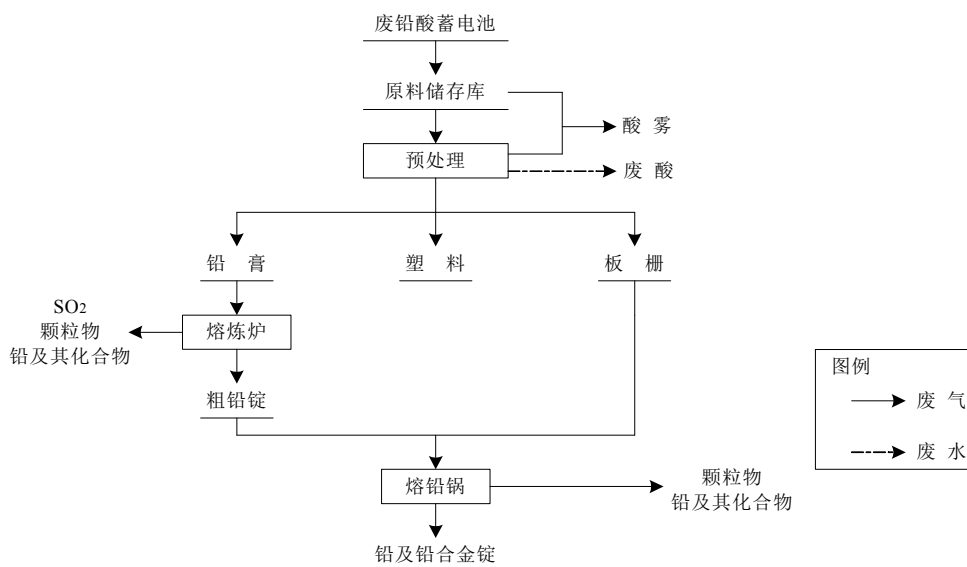 废铅酸蓄电池
原料储存库
酸 雾
预处理
废 酸
铅 膏
塑 料
板 栅
SO2
颗粒物
铅及其化合物
熔炼炉
粗铅锭
图例
废 气
废 水
熔铅锅
颗粒物
铅及其化合物
铅及铅合金锭